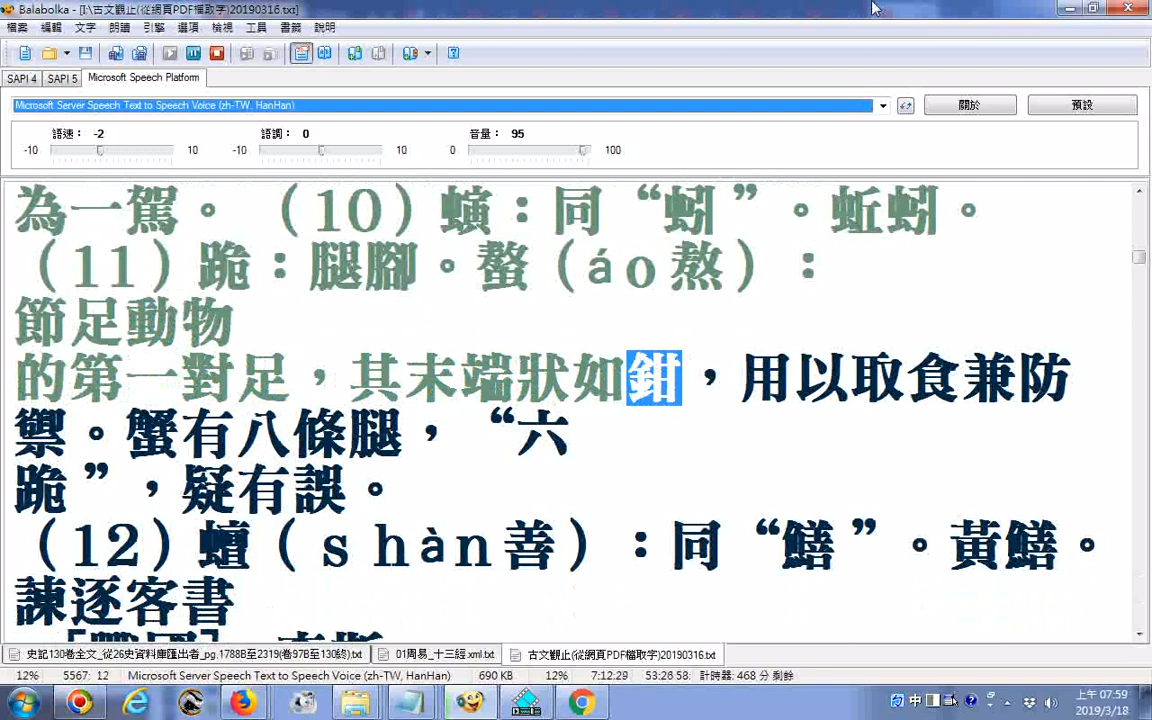 Balabolka - [I:\古文觀止(從網頁PDF檔取字)20190316.txt]
檔案 編輯 文字 朗讀 引擎 選項 檢視 工具 書籤 說明
SAPI 4 SAPI 5 Microsoft Speech Platform
Microsoft Server Speech Text to Speech Voice (zh-TW, HanHan) 關於 預設
語速： -2 語調： 0 音量： 95
-10 10 -10 10 0 100
為一駕。（10）螾：同“蚓”。蚯蚓。
（11）跪：腿腳。螯（áo熬）：
節足動物
的第一對足，其末端狀如鉗，用以取食兼防
禦。蟹有八條腿，“六
跪”，疑有誤。
（12）蟺（shàn善）：同“鱔”。黃鱔。
諫逐客書
史記130卷全文_從26史資料庫匯出者_pg.1788B至2319(卷97B至130終).txt 01周易_十三經.xml.txt 古文觀止(從網頁PDF檔取字)20190316.txt
12% 5567: 12 Microsoft Server Speech Text to Speech Voice (zh-TW, HanHan) 690 KB 12% 7:12:29 53:26:58 計時器: 468 分 剩餘
中
上午 07:59
2019/3/18